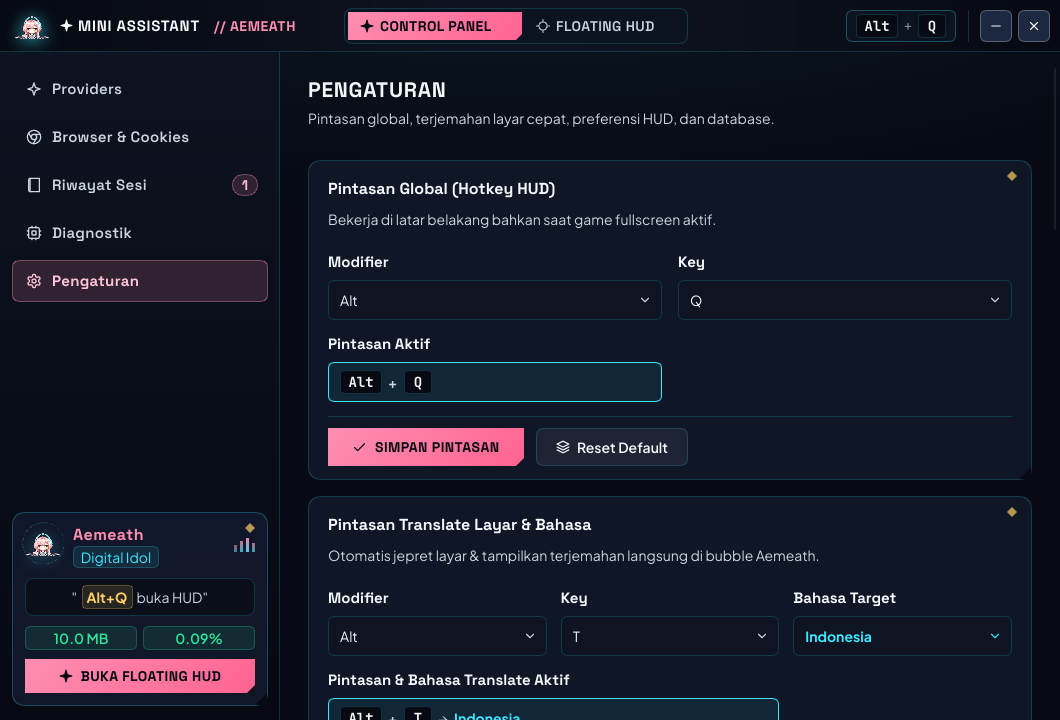 MINI ASSISTANT // AEMEATH
CONTROL PANEL
FLOATING HUD
Alt + Q
Providers
Browser & Cookies
Riwayat Sesi 1
Diagnostik
Pengaturan
Aemeath
Digital Idol
" Alt+Q buka HUD"
10.0 MB 0.09%
BUKA FLOATING HUD
PENGATURAN
Pintasan global, terjemahan layar cepat, preferensi HUD, dan database.
Pintasan Global (Hotkey HUD)
Bekerja di latar belakang bahkan saat game fullscreen aktif.
Modifier Key
Alt Q
Pintasan Aktif
Alt + Q
SIMPAN PINTASAN Reset Default
Pintasan Translate Layar & Bahasa
Otomatis jepret layar & tampilkan terjemahan langsung di bubble Aemeath.
Modifier Key Bahasa Target
Alt T Indonesia
Pintasan & Bahasa Translate Aktif
Alt + T → Indonesia